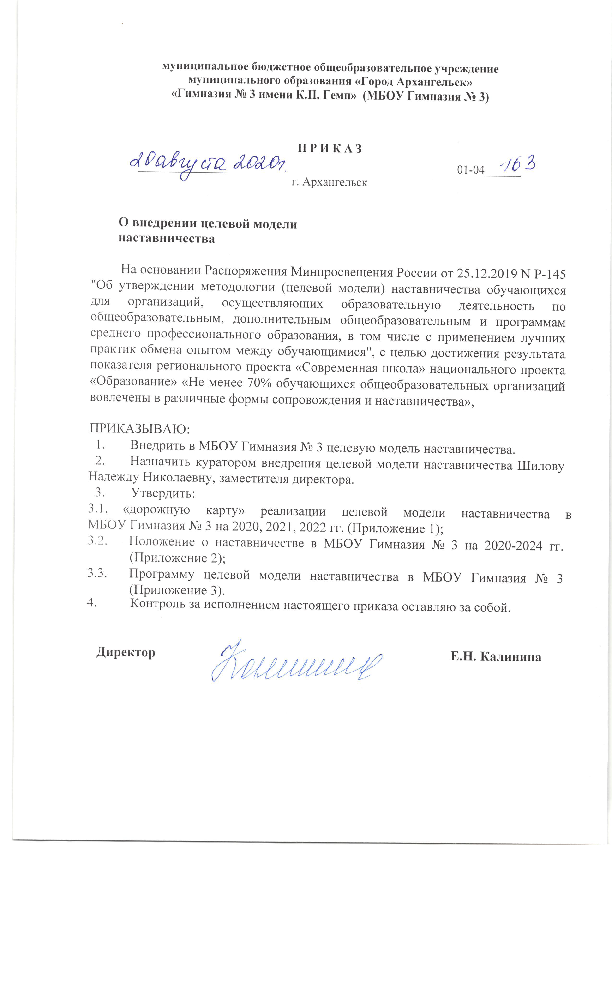 муниципальное бюджетное общеобразовательное учреждение
муниципального образования «Город Архангельск»
«Гимназия № 3 имени К.П. Гемп» (МБОУ Гимназия № 3)
П Р И К А З
20 августа 2020г. 01-04 -163
г. Архангельск
О внедрении целевой модели
наставничества
На основании Распоряжения Минпросвещения России от 25.12.2019 N Р-145
"Об утверждении методологии (целевой модели) наставничества обучающихся
для организаций, осуществляющих образовательную деятельность по
общеобразовательным, дополнительным общеобразовательным и программам
среднего профессионального образования, в том числе с применением лучших
практик обмена опытом между обучающимися", с целью достижения результата
показателя регионального проекта «Современная школа» национального проекта
«Образование» «Не менее 70% обучающихся общеобразовательных организаций
вовлечены в различные формы сопровождения и наставничества»,
ПРИКАЗЫВАЮ:
1. Внедрить в МБОУ Гимназия № 3 целевую модель наставничества.
2. Назначить куратором внедрения целевой модели наставничества Шилову
Надежду Николаевну, заместителя директора.
3. Утвердить:
3.1. «дорожную карту» реализации целевой модели наставничества в
МБОУ Гимназия № 3 на 2020, 2021, 2022 гг. (Приложение 1);
3.2. Положение о наставничестве в МБОУ Гимназия № 3 на 2020-2024 гг.
(Приложение 2);
3.3. Программу целевой модели наставничества в МБОУ Гимназия № 3
(Приложение 3).
4. Контроль за исполнением настоящего приказа оставляю за собой.
Директор Е.Н. Калинина